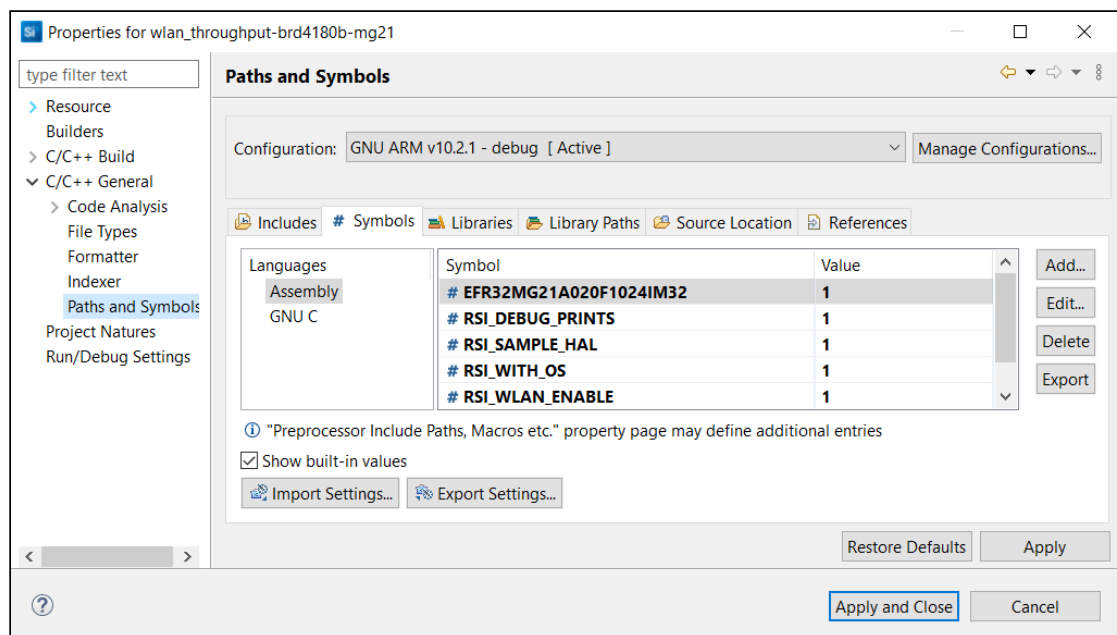 Si Properties for wlan_throughput-brd4180b-mg21
type filter text
Resource
Builders
C/C++ Build
C/C++ General
Code Analysis
File Types
Formatter
Indexer
Paths and Symbols
Project Natures
Run/Debug Settings
Paths and Symbols
Configuration: GNU ARM v10.2.1 - debug [ Active ] Manage Configurations...
Includes # Symbols Libraries Library Paths Source Location References
Languages
Assembly
GNU C
Symbol Value
# EFR32MG21A020F1024IM32 1
# RSI_DEBUG_PRINTS 1
# RSI_SAMPLE_HAL 1
# RSI_WITH_OS 1
# RSI_WLAN_ENABLE 1
Add...
Edit...
Delete
Export
"Preprocessor Include Paths, Macros etc." property page may define additional entries
Show built-in values
Import Settings... Export Settings...
Restore Defaults Apply
? Apply and Close Cancel